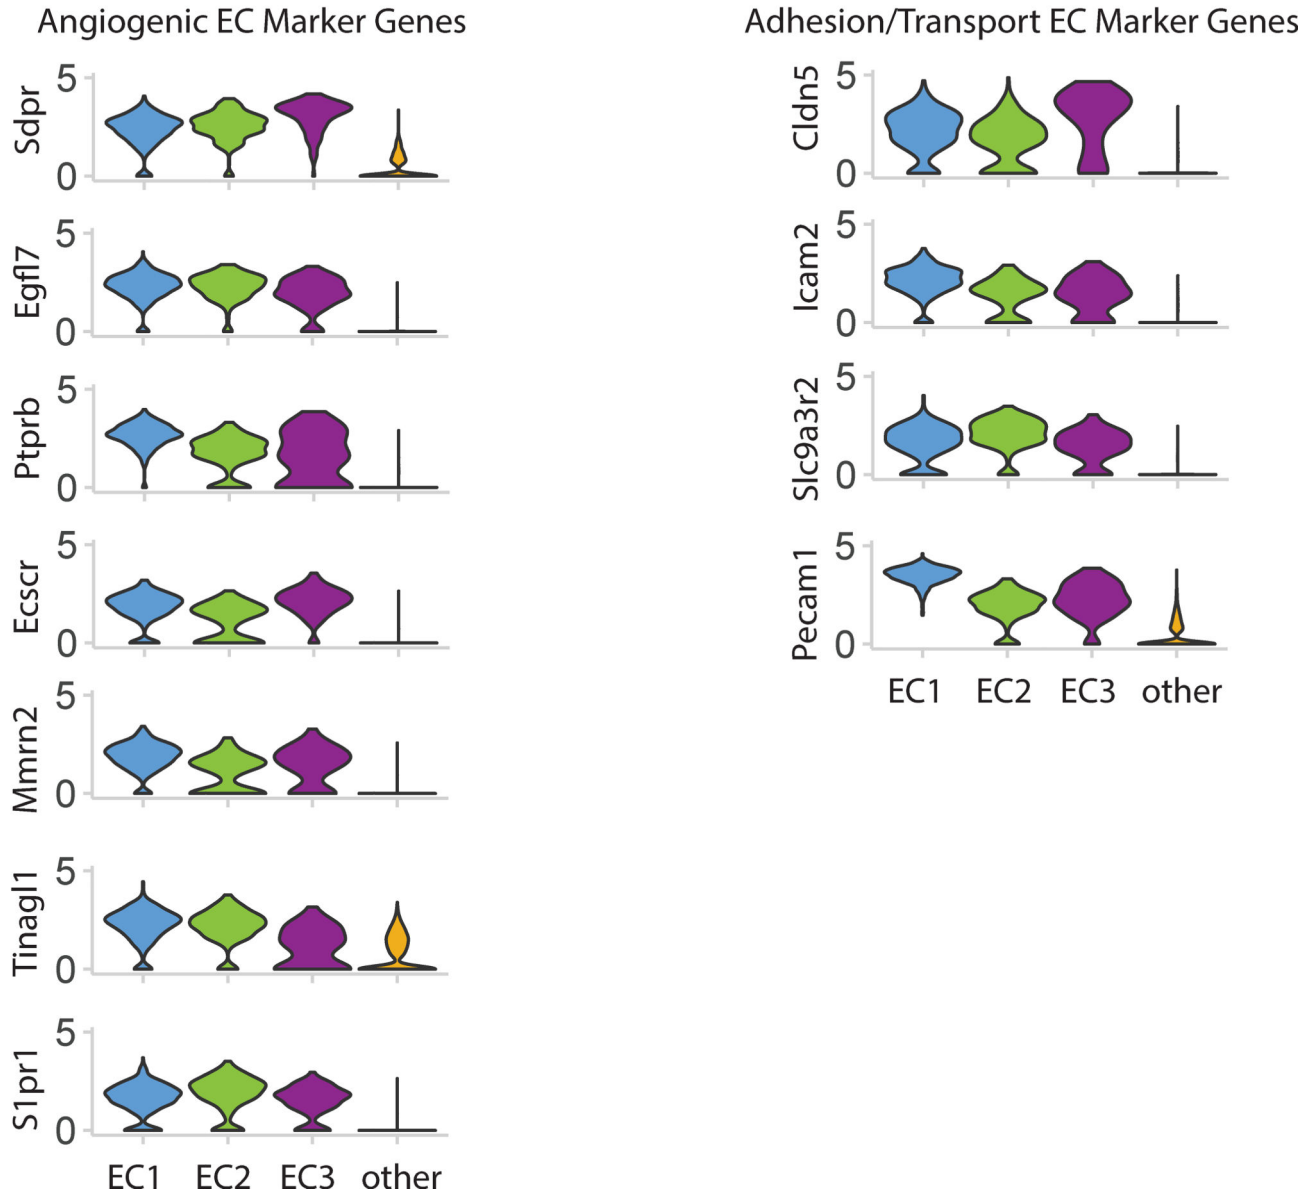 Angiogenic EC Marker Genes
Sdpr
5
0
Egfl7
5
0
Ptprb
5
0
Ecscr
5
0
Mmrn2
5
0
Tinagl1
5
0
S1pr1
5
0
EC1 EC2 EC3 other
Adhesion/Transport EC Marker Genes
Cldn5
5
0
Icam2
5
0
Slc9a3r2
5
0
Pecam1
5
0
EC1 EC2 EC3 other